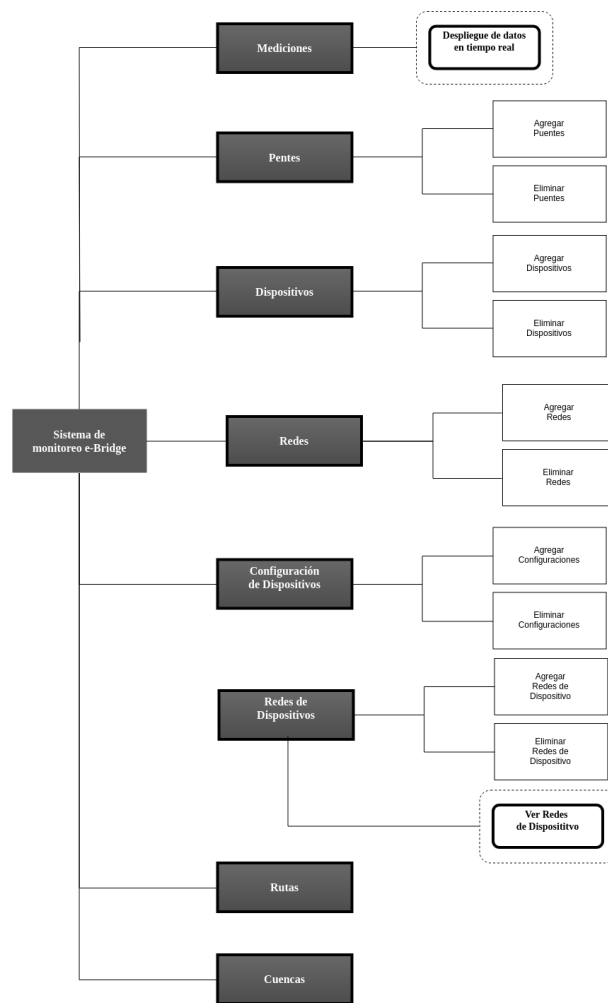 Mediciones
Despliegue de datos
en tiempo real
Pentes
Agregar
Puentes
Eliminar
Puentes
Dispositivos
Agregar
Dispositivos
Eliminar
Dispositivos
Sistema de
monitoreo e-Bridge
Redes
Agregar
Redes
Eliminar
Redes
Configuración
de Dispositivos
Agregar
Configuraciones
Eliminar
Configuraciones
Redes de
Dispositivos
Agregar
Redes de
Dispositivo
Eliminar
Redes de
Dispositivo
Ver Redes
de Disposititvo
Rutas
Cuencas